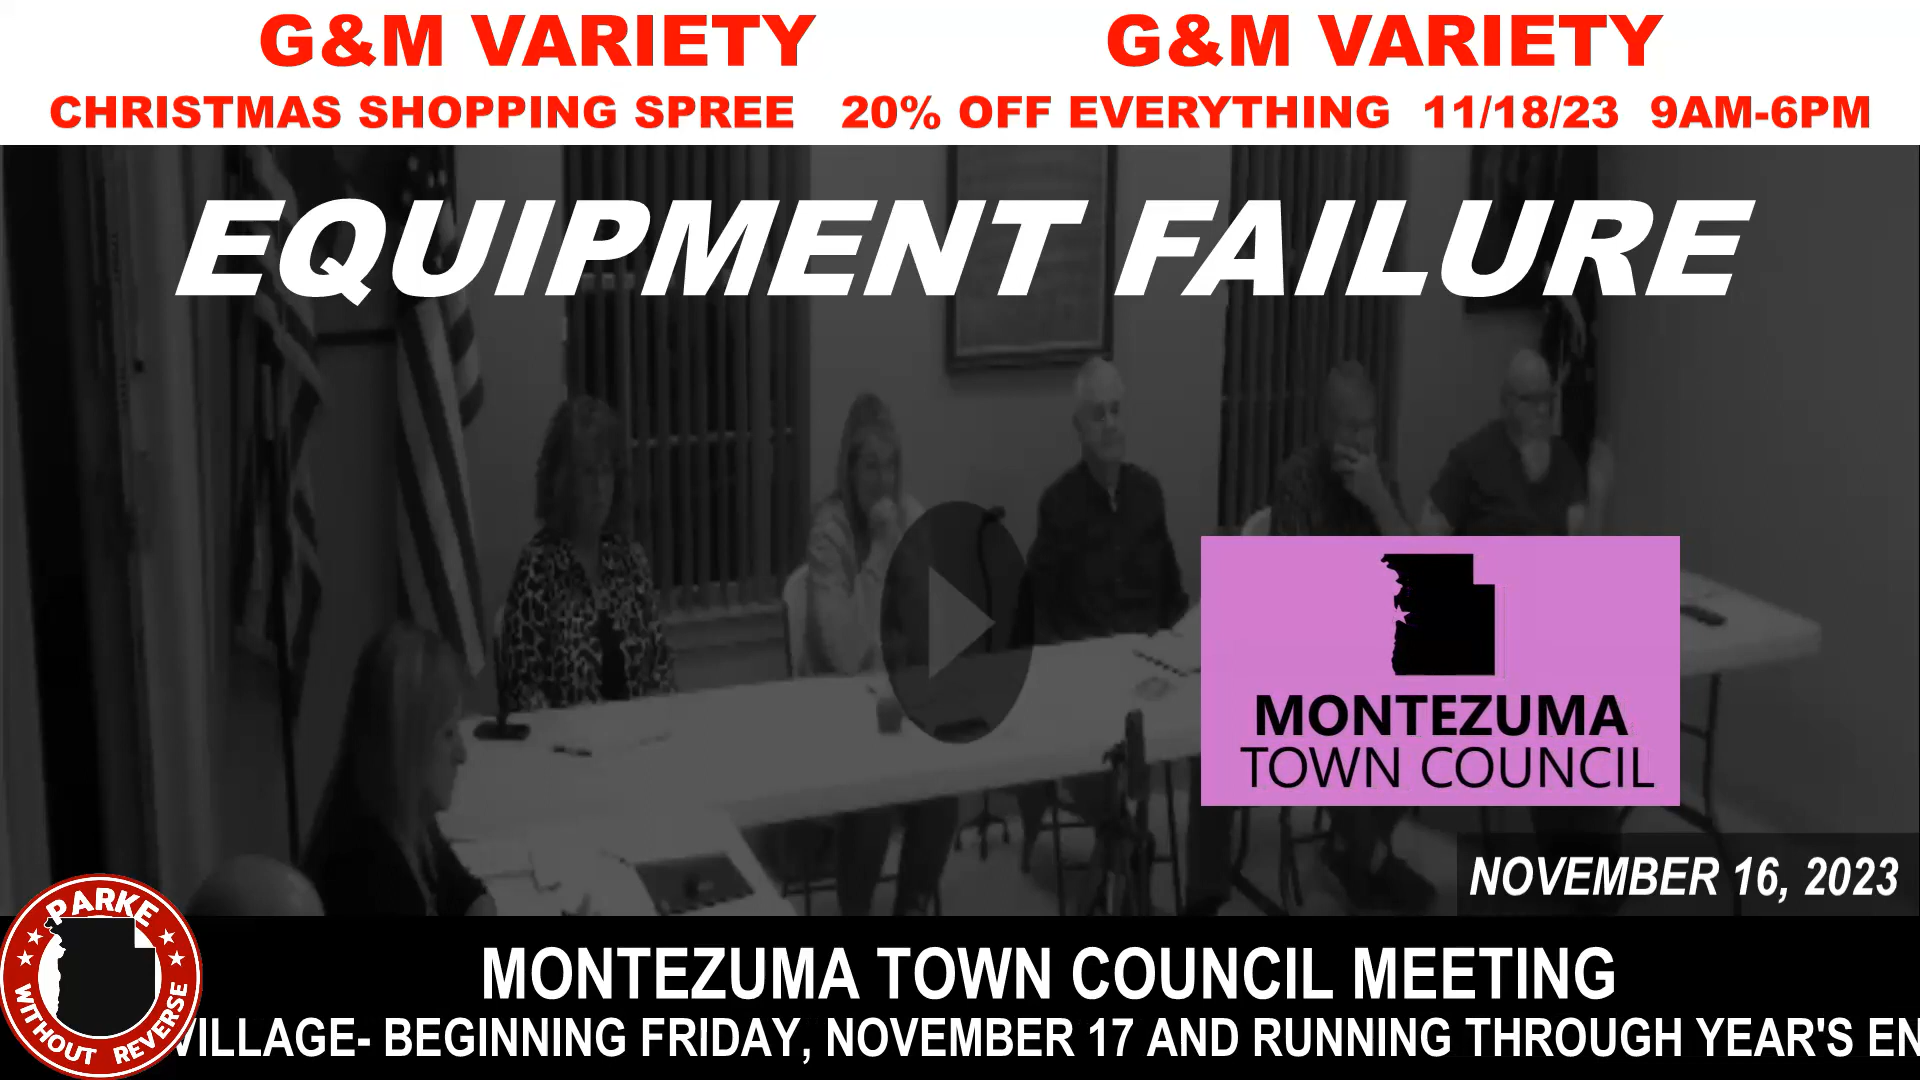 G&M VARIETY G&M VARIETY
CHRISTMAS SHOPPING SPREE 20% OFF EVERYTHING 11/18/23 9AM-6PM
EQUIPMENT FAILURE
MONTEZUMA
TOWN COUNCIL
NOVEMBER 16, 2023
PARKE
WITHOUT REVERSE
MONTEZUMA TOWN COUNCIL MEETING
VILLAGE- BEGINNING FRIDAY, NOVEMBER 17 AND RUNNING THROUGH YEAR'S EN